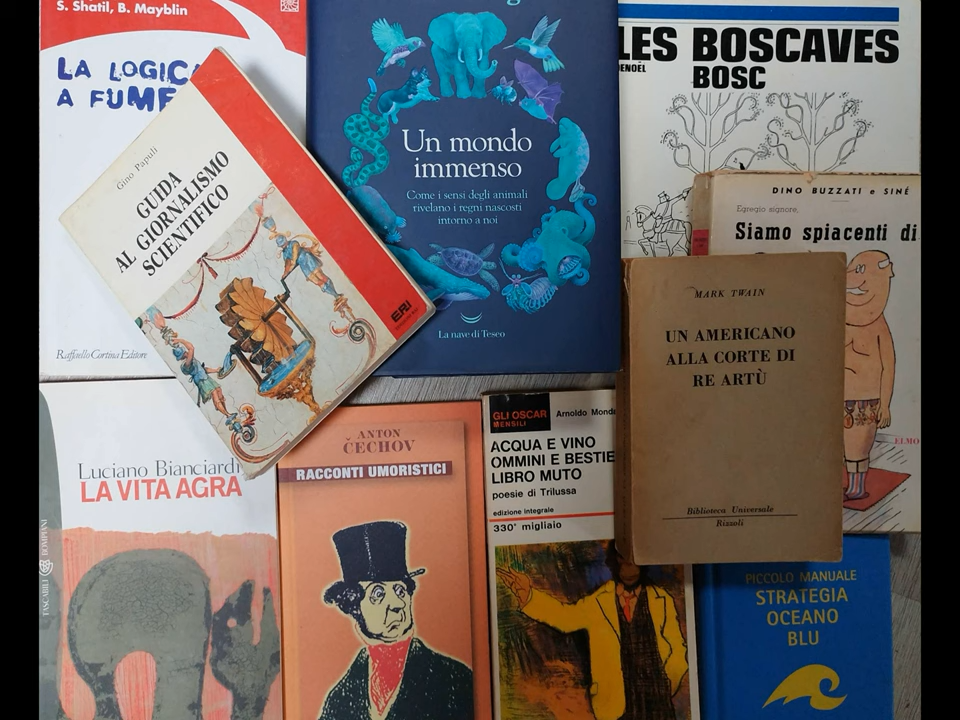 S. Shatil, B. Mayblin
LA LOGICA
A FUME
Raffaello Cortina Editore
Gino Papuli
GUIDA
AL GIORNALISMO
SCIENTIFICO
ERI
Un mondo
immenso
Come i sensi degli animali
rivelano i regni nascosti
intorno a noi
La nave di Teseo
LES BOSCAVES
DENOËL
BOSC
DINO BUZZATI e SINÉ
Egregio signore,
Siamo spiacenti di
ELMO
MARK TWAIN
UN AMERICANO
ALLA CORTE DI
RE ARTÙ
Biblioteca Universale
Rizzoli
Luciano Bianciardi
LA VITA AGRA
TASCABILI BOMPIANI
ANTON
ČECHOV
RACCONTI UMORISTICI
GLI OSCAR
MENSILI
Arnoldo Monda
ACQUA E VINO
OMMINI E BESTIE
LIBRO MUTO
poesie di Trilussa
edizione integrale
330° migliaio
PICCOLO MANUALE
STRATEGIA
OCEANO
BLU